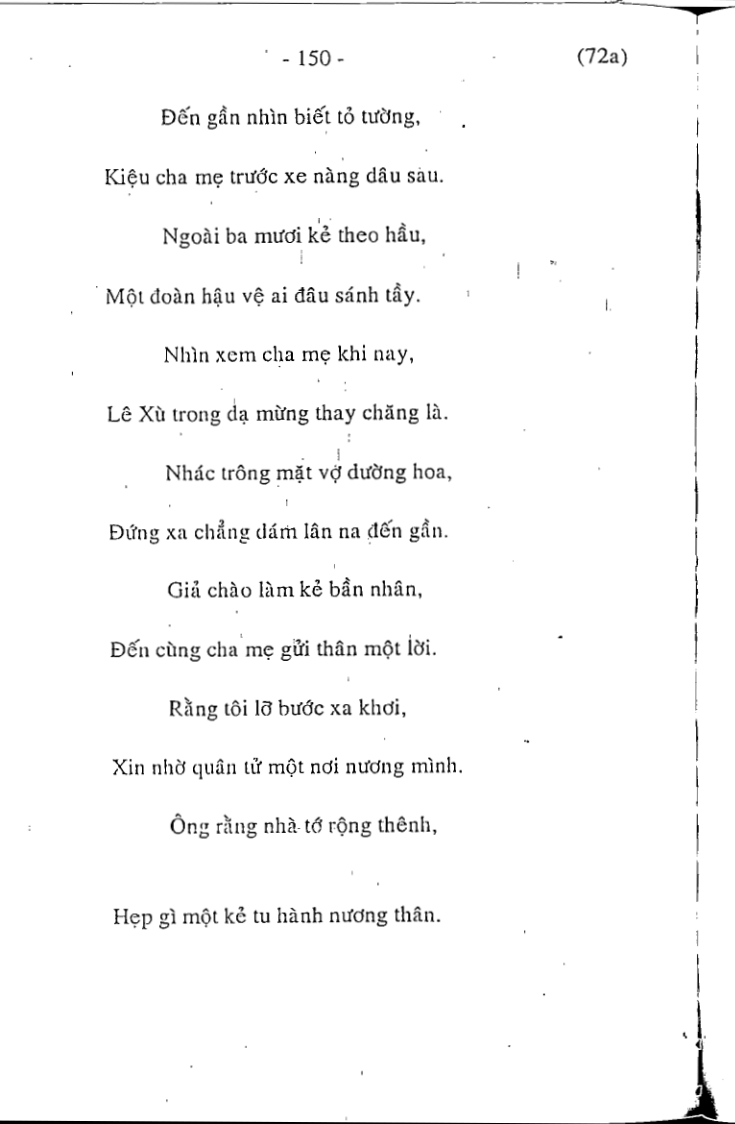 - 150 -
(72a)
Đến gần nhìn biết tỏ tường,
Kiệu cha mẹ trước xe nàng dâu sau.
Ngoài ba mươi kẻ theo hầu,
Một đoàn hậu vệ ai đâu sánh tầy.
Nhìn xem cha mẹ khi nay,
Lê Xù trong dạ mừng thay chăng là.
Nhác trông mặt vợ dường hoa,
Đứng xa chẳng dám lân na đến gần.
Giả chào làm kẻ bần nhân,
Đến cùng cha mẹ gửi thân một lời.
Rằng tôi lỡ bước xa khơi,
Xin nhờ quân tử một nơi nương mình.
Ông rằng nhà tớ rộng thênh,
Hẹp gì một kẻ tu hành nương thân.